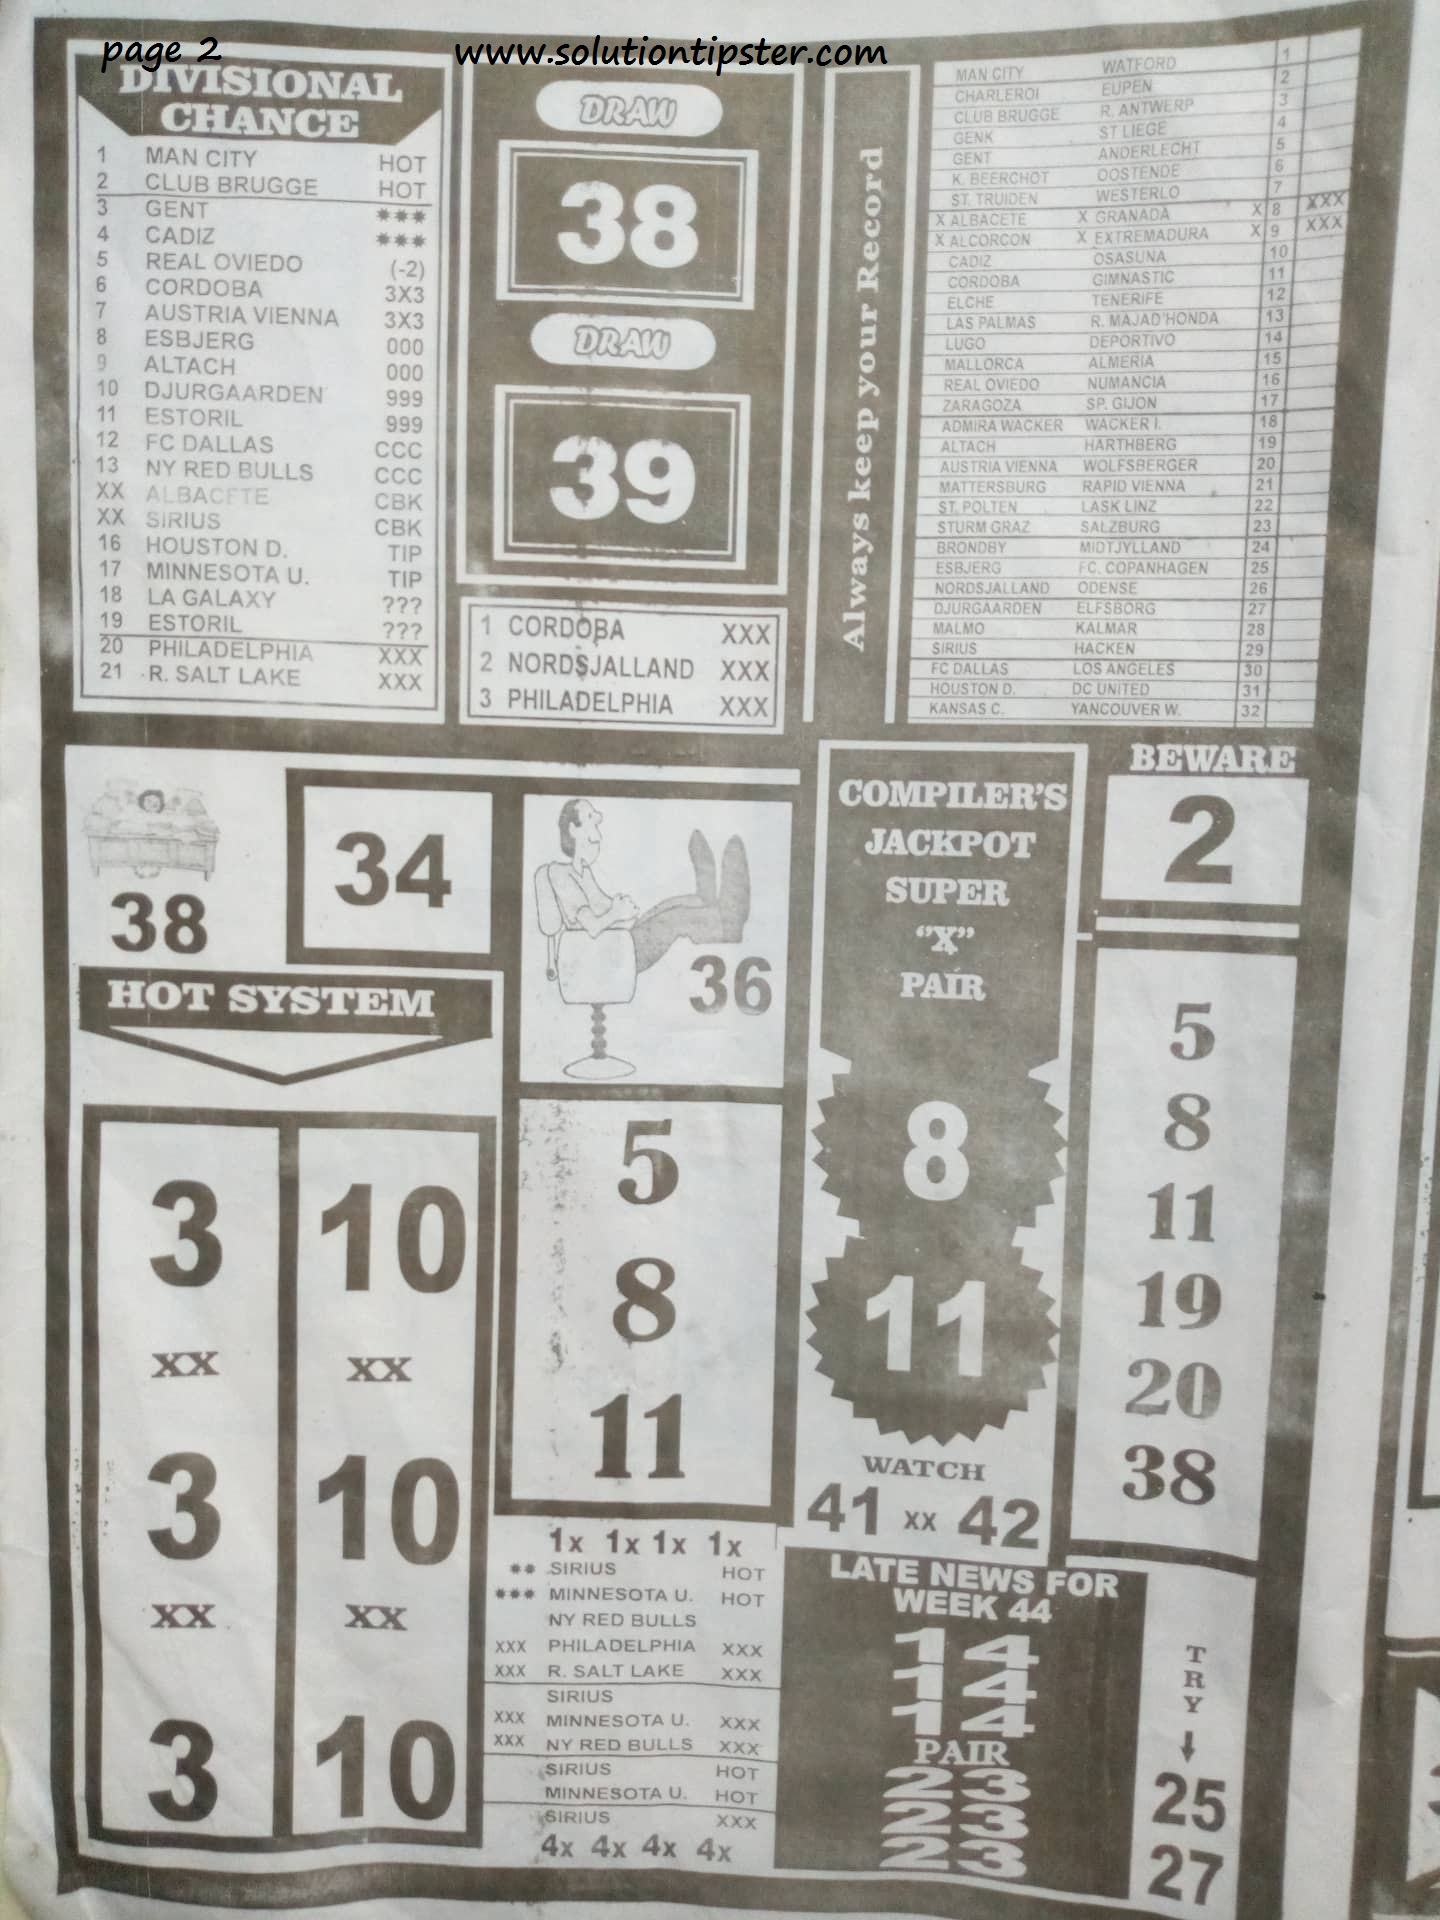 page 2
www.solutiontipster.com
DIVISIONAL
CHANCE
1 MAN CITY HOT
2 CLUB BRUGGE HOT
3 GENT ***
4 CADIZ ***
5 REAL OVIEDO (-2)
6 CORDOBA 3X3
7 AUSTRIA VIENNA 3X3
8 ESBJERG 000
9 ALTACH 000
10 DJURGAARDEN 999
11 ESTORIL 999
12 FC DALLAS CCC
13 NY RED BULLS CCC
XX ALBACETE CBK
XX SIRIUS CBK
16 HOUSTON D. TIP
17 MINNESOTA U. TIP
18 LA GALAXY ???
19 ESTORIL ???
20 PHILADELPHIA XXX
21 R. SALT LAKE XXX
DRAW
38
DRAW
39
1 CORDOBA XXX
2 NORDSJALLAND XXX
3 PHILADELPHIA XXX
Always keep your Record
MAN CITY WATFORD 1
CHARLEROI EUPEN 2
CLUB BRUGGE R. ANTWERP 3
GENK ST LIEGE 4
GENT ANDERLECHT 5
K. BEERCHOT OOSTENDE 6
ST. TRUIDEN WESTERLO 7
X ALBACETE X GRANADA X 8 XXX
X ALCORCON X EXTREMADURA X 9 XXX
CADIZ OSASUNA 10
CORDOBA GIMNASTIC 11
ELCHE TENERIFE 12
LAS PALMAS R. MAJAD'HONDA 13
LUGO DEPORTIVO 14
MALLORCA ALMERIA 15
REAL OVIEDO NUMANCIA 16
ZARAGOZA SP. GIJON 17
ADMIRA WACKER WACKER I. 18
ALTACH HARTHBERG 19
AUSTRIA VIENNA WOLFSBERGER 20
MATTERSBURG RAPID VIENNA 21
ST. POLTEN LASK LINZ 22
STURM GRAZ SALZBURG 23
BRONDBY MIDTJYLLAND 24
ESBJERG FC. COPANHAGEN 25
NORDSJALLAND ODENSE 26
DJURGAARDEN ELFSBORG 27
MALMO KALMAR 28
SIRIUS HACKEN 29
FC DALLAS LOS ANGELES 30
HOUSTON D. DC UNITED 31
KANSAS C. YANCOUVER W. 32
38
34
36
HOT SYSTEM
3 10
XX XX
3 10
XX XX
3 10
5
8
11
1x 1x 1x 1x
** SIRIUS HOT
*** MINNESOTA U. HOT
NY RED BULLS
XXX PHILADELPHIA XXX
XXX R. SALT LAKE XXX
SIRIUS
XXX MINNESOTA U. XXX
XXX NY RED BULLS XXX
SIRIUS HOT
MINNESOTA U. HOT
SIRIUS XXX
4x 4x 4x 4x
COMPILER'S
JACKPOT
SUPER
"X"
PAIR
8
11
WATCH
41 XX 42
LATE NEWS FOR
WEEK 44
14
14
14
PAIR
23
23
23
BEWARE
2
5
8
11
19
20
38
TRY
↓
25
27